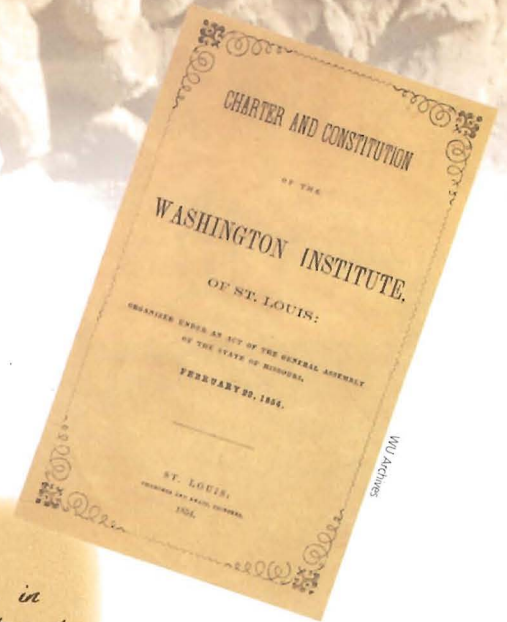 CHARTER AND CONSTITUTION
OF THE
WASHINGTON INSTITUTE,
OF ST. LOUIS:
ORGANIZED UNDER AN ACT OF THE GENERAL ASSEMBLY
OF THE STATE OF MISSOURI,
FEBRUARY 22, 1854.
ST. LOUIS:
1854.
WU Archives
in